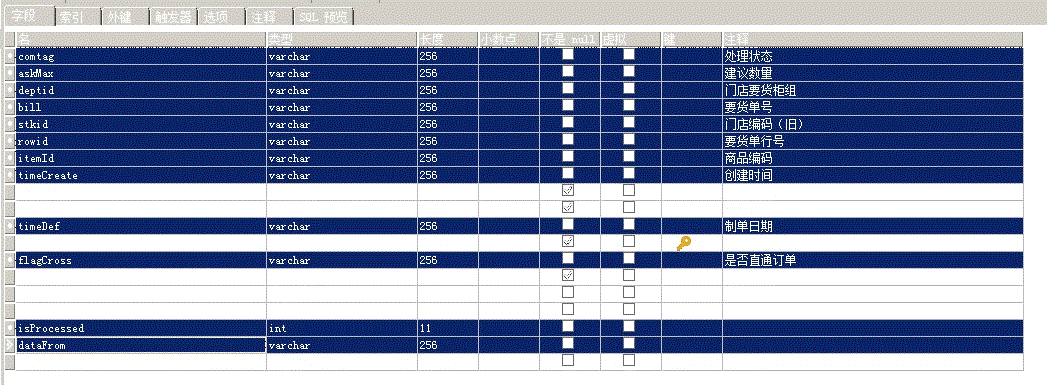 字段 索引 外键 触发器 选项 注释 SQL 预览
名 类型 长度 小数点 不是 null 虚拟 键 注释
comtag varchar 256 处理状态
askMax varchar 256 建议数量
deptid varchar 256 门店要货柜组
bill varchar 256 要货单号
stkid varchar 256 门店编码（旧）
rowid varchar 256 要货单行号
itemId varchar 256 商品编码
timeCreate varchar 256 创建时间
timeDef varchar 256 制单日期
flagCross varchar 256 是否直通订单
isProcessed int 11
dataFrom varchar 256